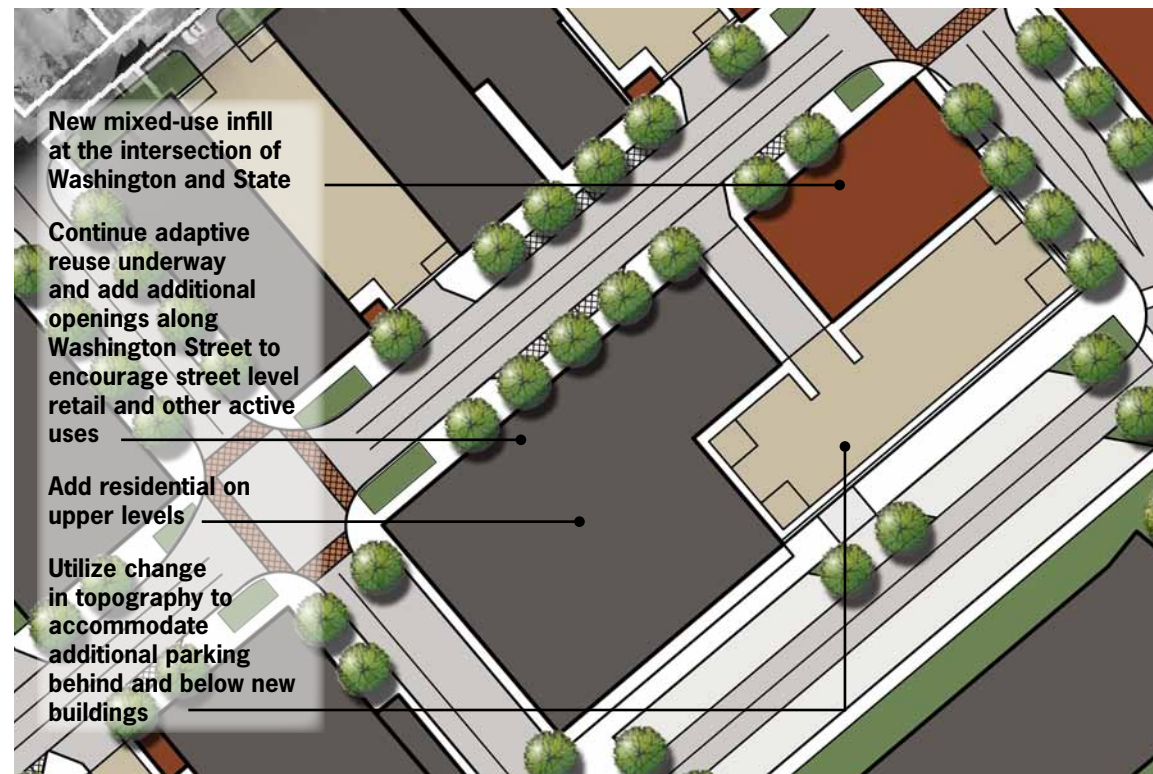 New mixed-use infill
at the intersection of
Washington and State
Continue adaptive
reuse underway
and add additional
openings along
Washington Street to
encourage street level
retail and other active
uses
Add residential on
upper levels
Utilize change
in topography to
accommodate
additional parking
behind and below new
buildings